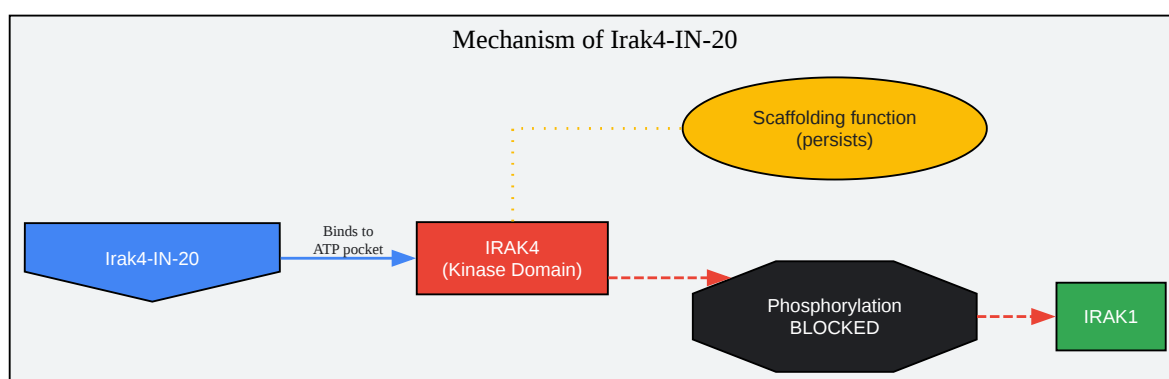 Mechanism of Irak4-IN-20
Scaffolding function
(persists)
Irak4-IN-20
Binds to
ATP pocket
IRAK4
(Kinase Domain)
Phosphorylation
BLOCKED
IRAK1